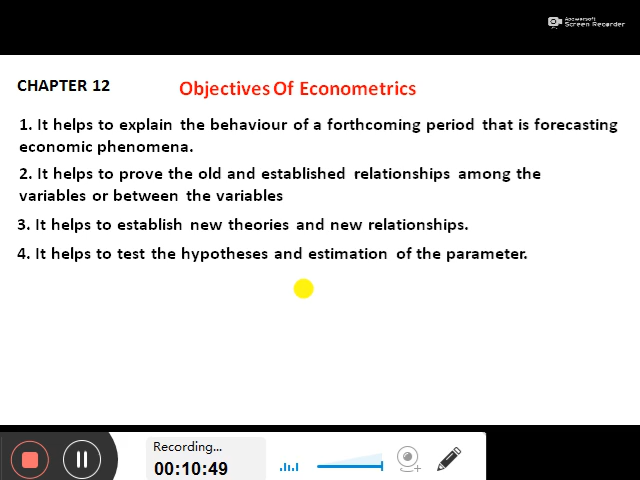 Apowersoft
Screen Recorder
CHAPTER 12
Objectives Of Econometrics
1. It helps to explain the behaviour of a forthcoming period that is forecasting
economic phenomena.
2. It helps to prove the old and established relationships among the
variables or between the variables
3. It helps to establish new theories and new relationships.
4. It helps to test the hypotheses and estimation of the parameter.
Recording...
00:10:49